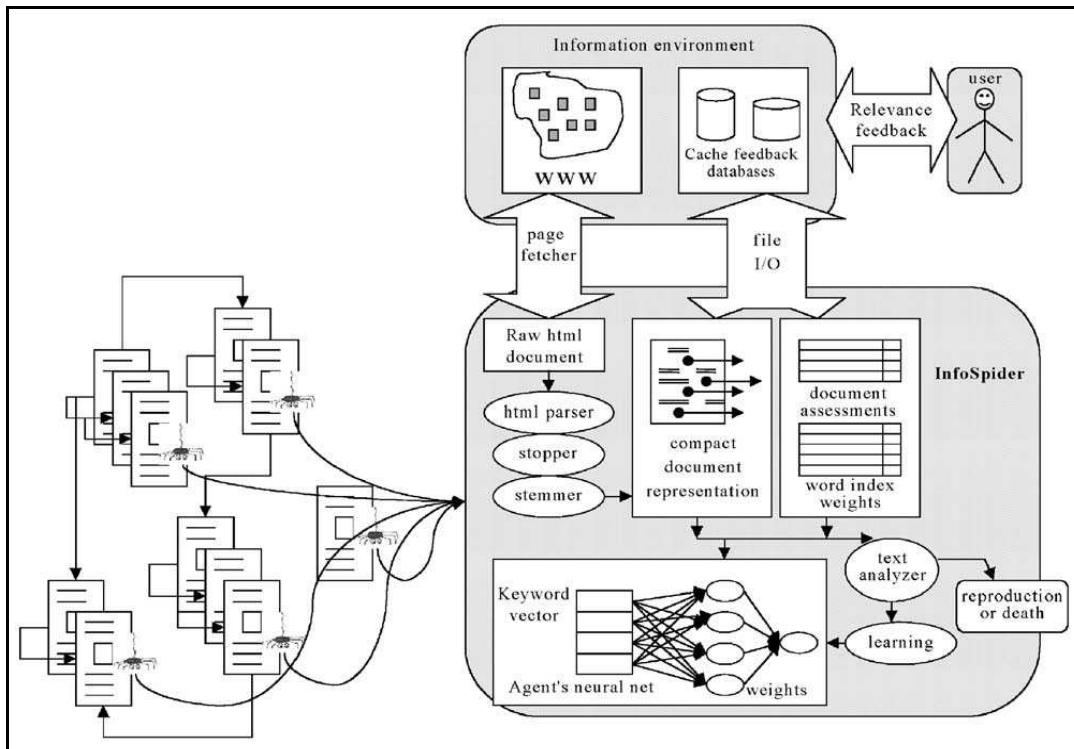 Information environment
WWW
Cache feedback
databases
Relevance
feedback
user
page
fetcher
file
I/O
Raw html
document
html parser
stopper
stemmer
compact
document
representation
document
assessments
word index
weights
InfoSpider
text
analyzer
reproduction
or death
learning
Keyword
vector
Agent's neural net
weights